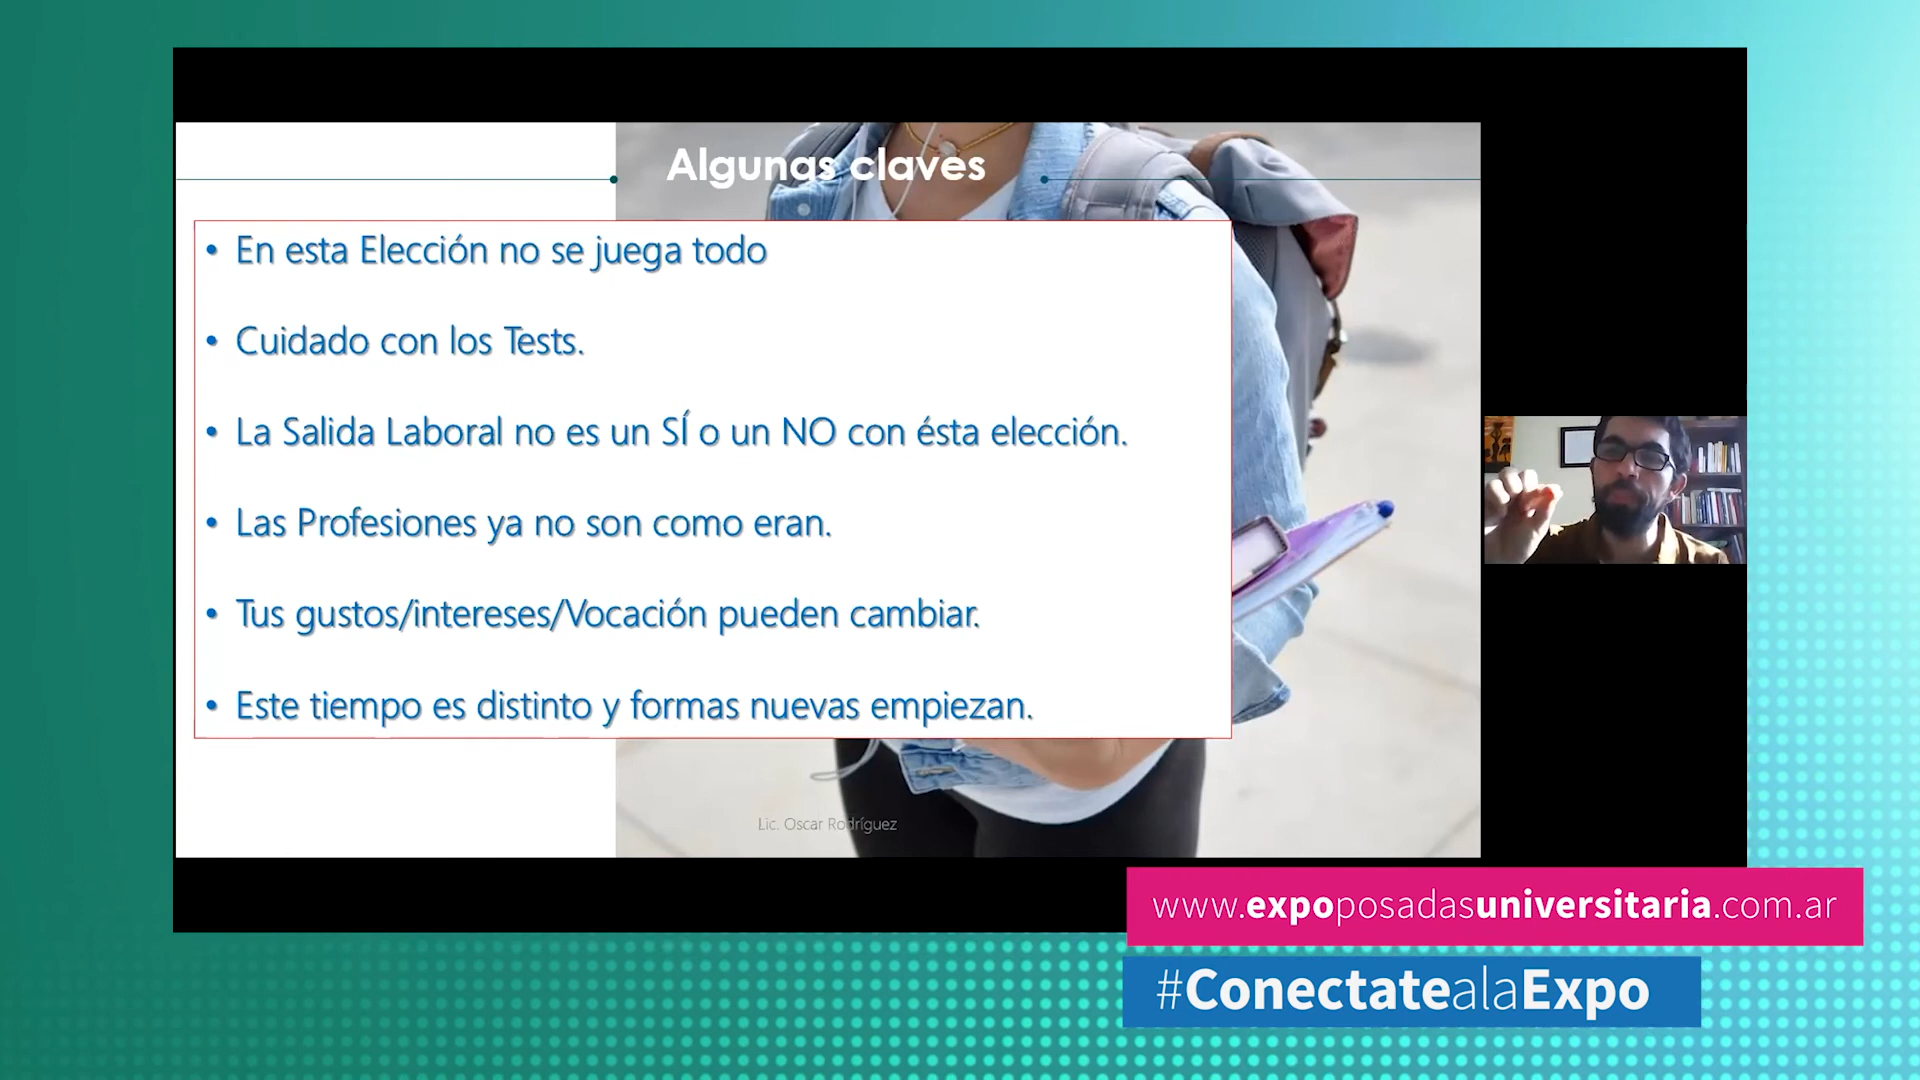 Algunas claves
• En esta Elección no se juega todo
• Cuidado con los Tests.
• La Salida Laboral no es un SÍ o un NO con ésta elección.
• Las Profesiones ya no son como eran.
• Tus gustos/intereses/Vocación pueden cambiar.
• Este tiempo es distinto y formas nuevas empiezan.
Lic. Oscar Rodríguez
www.expoposadasuniversitaria.com.ar
#ConectatealaExpo